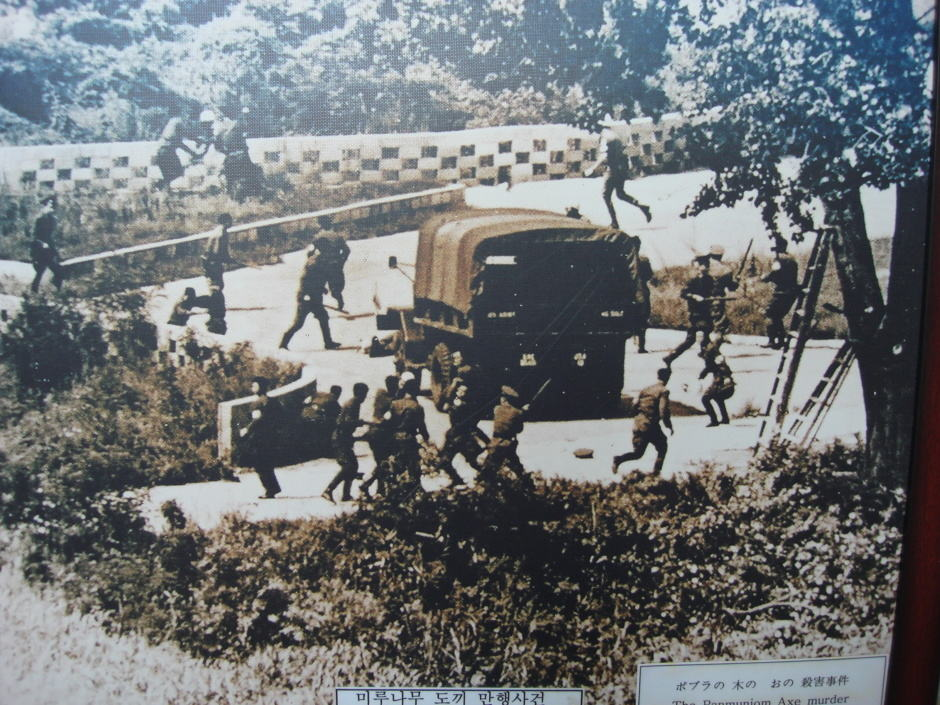 미루나무 도끼 만행사건
ポプラの 木の おの 殺害事件
The Panmunjom Axe murder